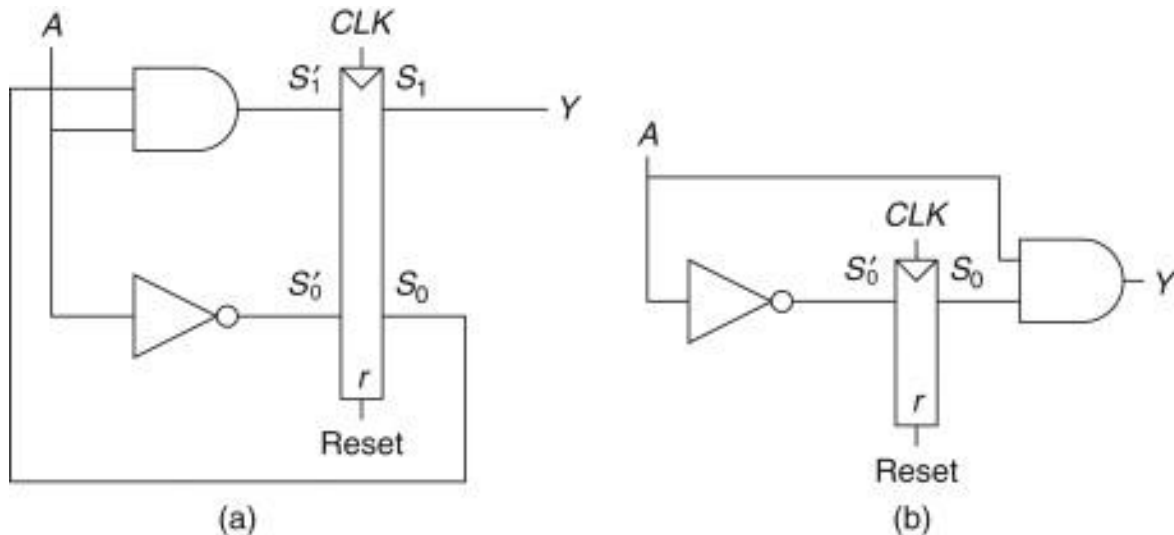 A
CLK
S′₁
S₁
Y
S′₀
S₀
r
Reset
(a)
A
CLK
S′₀
S₀
Y
r
Reset
(b)